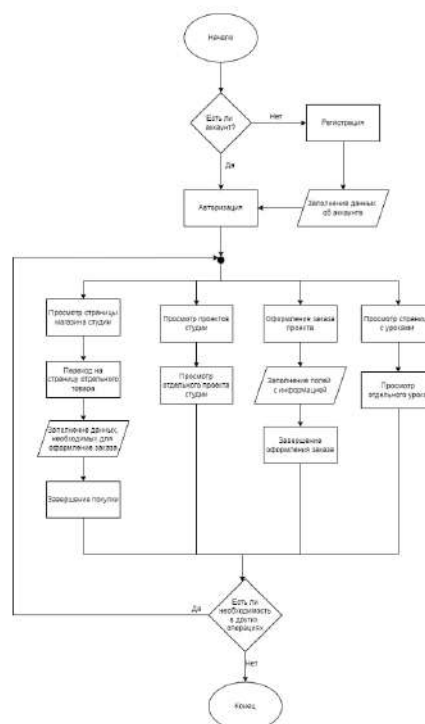 Начало
Есть ли
аккаунт?
Нет
Регистрация
Да
Авторизация
Заполнение данных
об аккаунте
Просмотр страницы
магазина студии
Просмотр проектов
студии
Оформление заказа
проекта
Просмотр страницы
с уроками
Переход на
страницу отдельного
товара
Просмотр
отдельного проекта
студии
Заполнение полей
с информацией
Просмотр
отдельного урока
Заполнение данных,
необходимых для
оформление заказа
Завершение
оформления заказа
Завершение покупки
Да
Есть ли
необходимость
в других
операциях
Нет
Конец